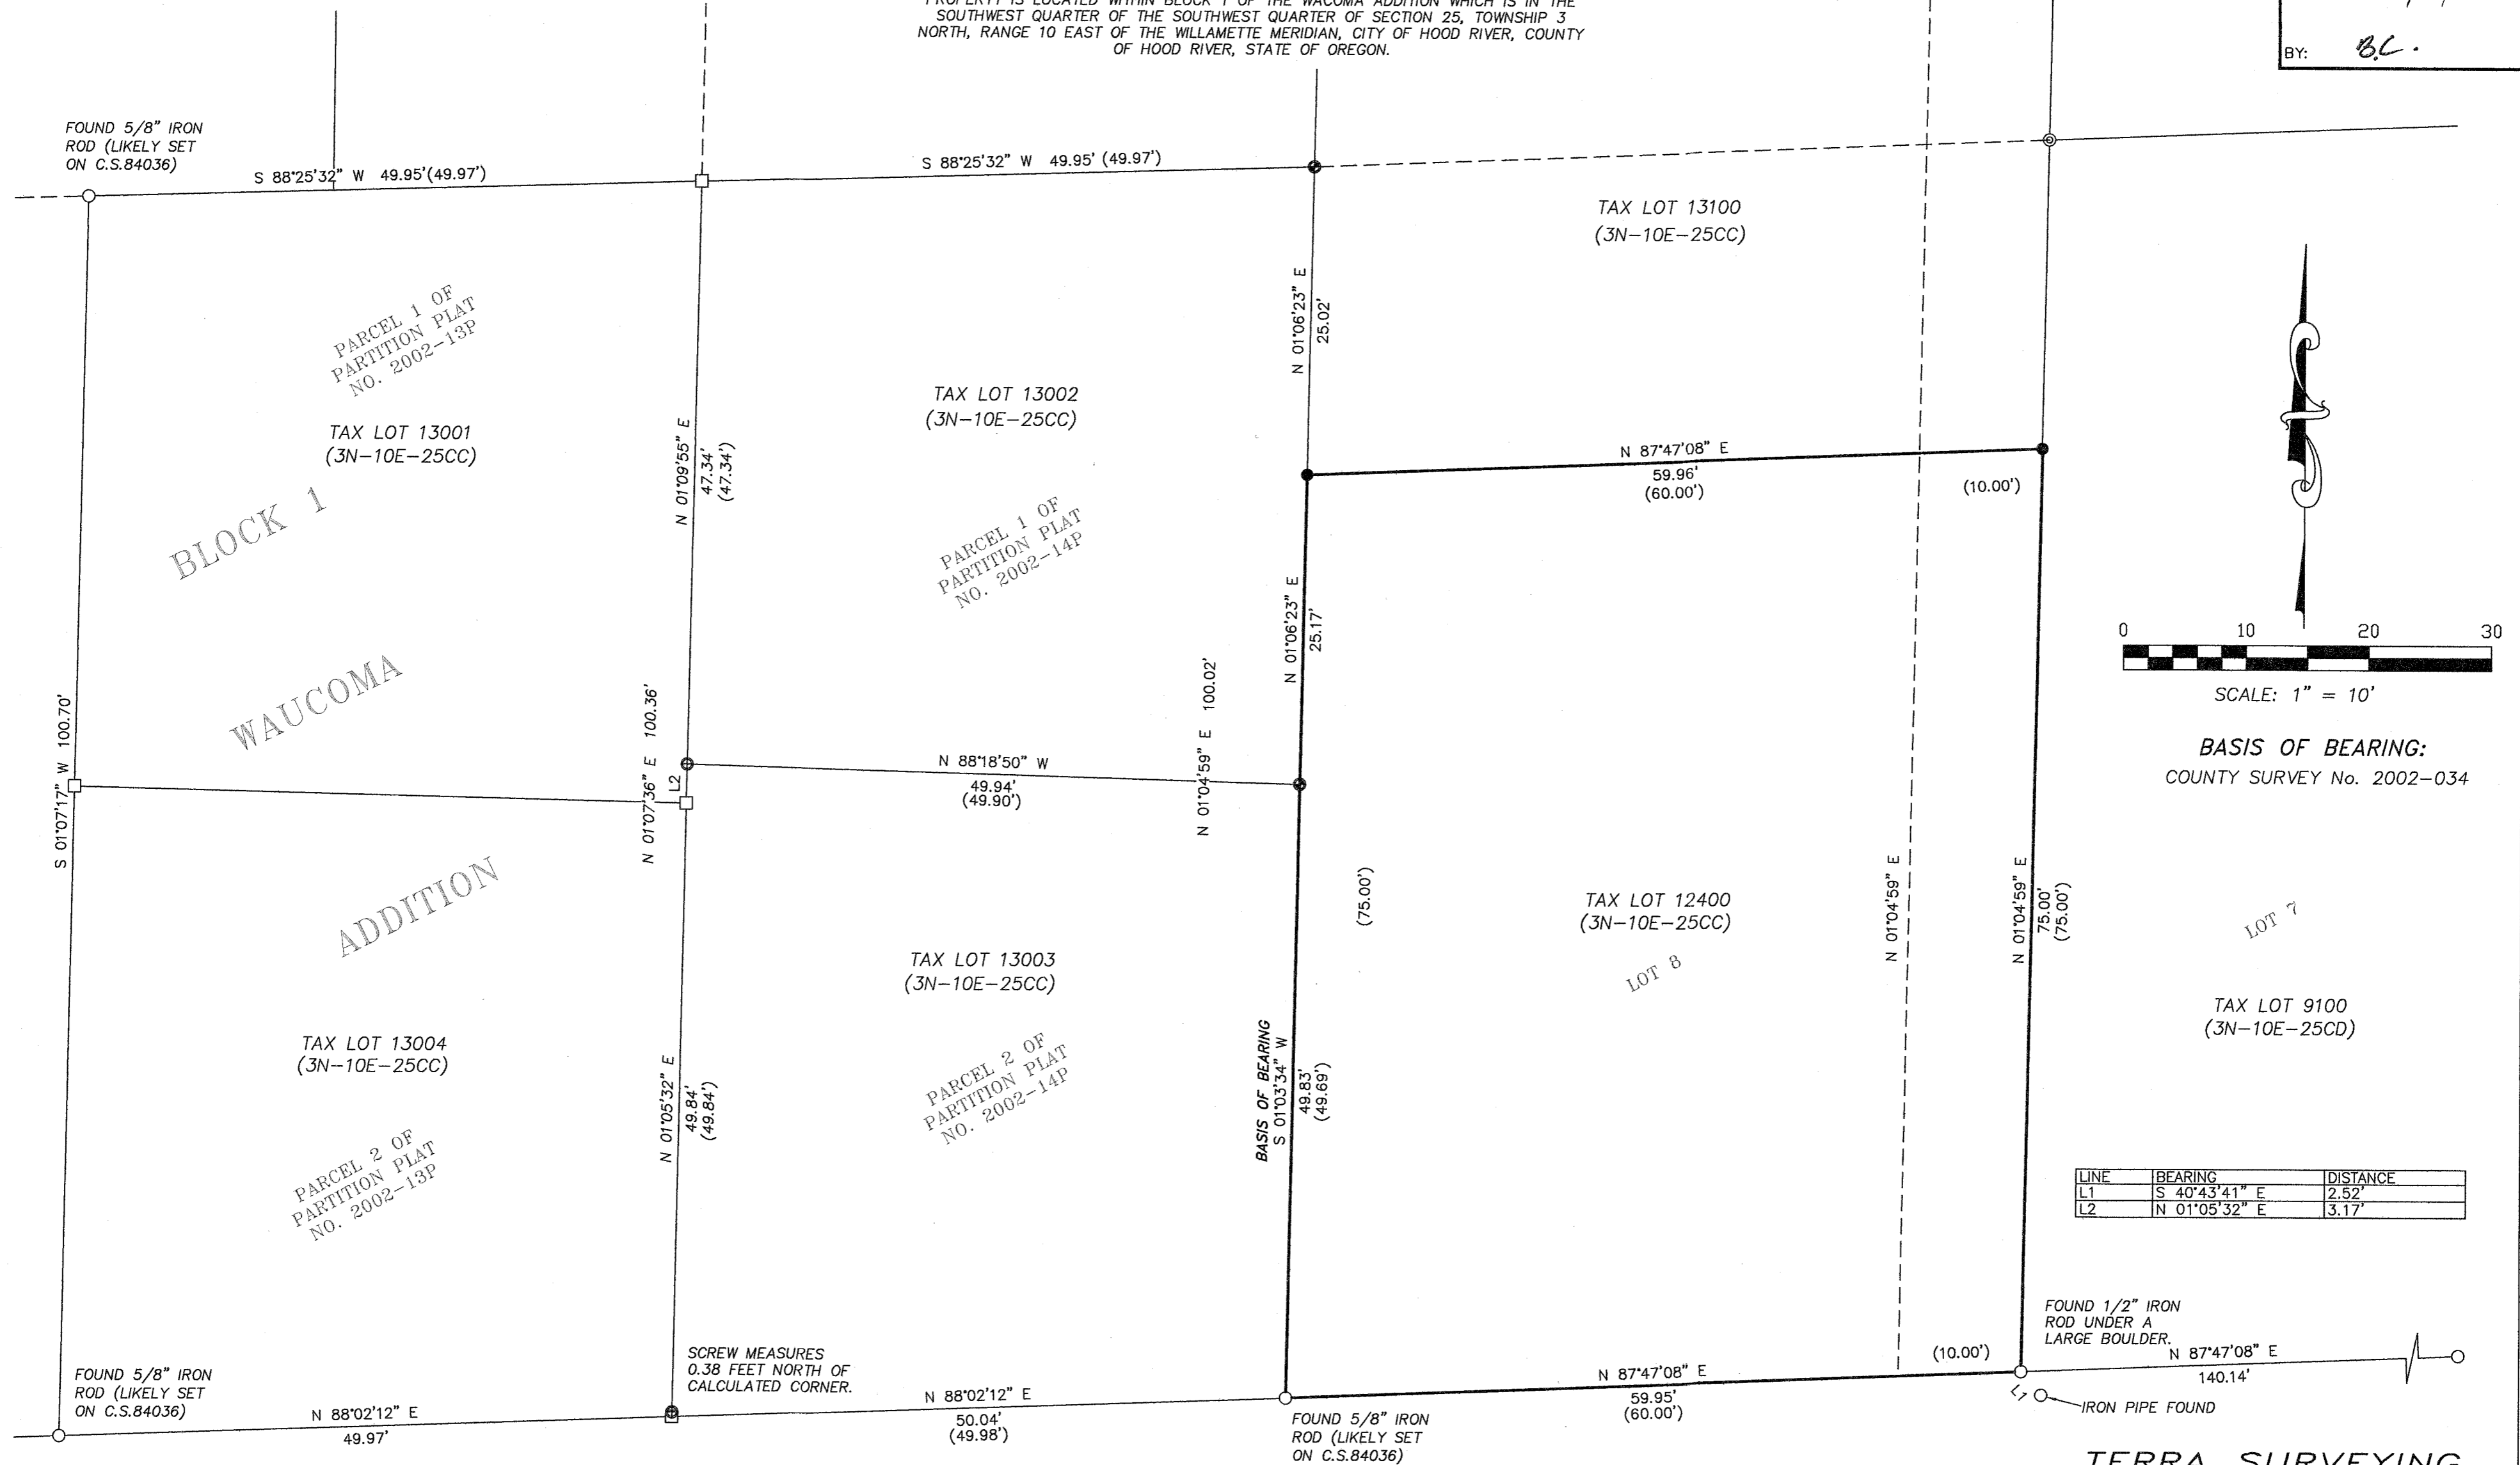 PROPERTY IS LOCATED WITHIN BLOCK 1 OF THE WACOMA ADDITION WHICH IS IN THE
SOUTHWEST QUARTER OF THE SOUTHWEST QUARTER OF SECTION 25, TOWNSHIP 3
NORTH, RANGE 10 EAST OF THE WILLAMETTE MERIDIAN, CITY OF HOOD RIVER, COUNTY
OF HOOD RIVER, STATE OF OREGON.
BY: B.C.
FOUND 5/8" IRON
ROD (LIKELY SET
ON C.S.84036)
S 88°25'32" W 49.95'(49.97')
S 88°25'32" W 49.95' (49.97')
TAX LOT 13100
(3N-10E-25CC)
N 01°06'23" E
25.02'
PARCEL 1 OF
PARTITION PLAT
NO. 2002-13P
TAX LOT 13001
(3N-10E-25CC)
N 01°09'55" E
47.34'
(47.34')
TAX LOT 13002
(3N-10E-25CC)
PARCEL 1 OF
PARTITION PLAT
NO. 2002-14P
N 87°47'08" E
59.96'
(60.00')
(10.00')
BLOCK 1
WAUCOMA
ADDITION
N 01°06'23" E
25.17'
0 10 20 30
SCALE: 1" = 10'
BASIS OF BEARING:
COUNTY SURVEY No. 2002-034
S 01°07'17" W 100.70'
N 01°07'36" E 100.36'
L2
N 88°18'50" W
49.94'
(49.90')
N 01°04'59" E 100.02'
(75.00')
TAX LOT 12400
(3N-10E-25CC)
LOT 8
N 01°04'59" E
N 01°04'59" E
75.00'
(75.00')
LOT 7
TAX LOT 9100
(3N-10E-25CD)
TAX LOT 13004
(3N-10E-25CC)
PARCEL 2 OF
PARTITION PLAT
NO. 2002-13P
N 01°05'32" E
49.84'
(49.84')
TAX LOT 13003
(3N-10E-25CC)
PARCEL 2 OF
PARTITION PLAT
NO. 2002-14P
BASIS OF BEARING
S 01°03'34" W
49.83'
(49.69')
LINE BEARING DISTANCE
L1 S 40°43'41" E 2.52'
L2 N 01°05'32" E 3.17'
FOUND 5/8" IRON
ROD (LIKELY SET
ON C.S.84036)
N 88°02'12" E
49.97'
SCREW MEASURES
0.38 FEET NORTH OF
CALCULATED CORNER.
N 88°02'12" E
50.04'
(49.98')
FOUND 5/8" IRON
ROD (LIKELY SET
ON C.S.84036)
N 87°47'08" E
59.95'
(60.00')
(10.00')
FOUND 1/2" IRON
ROD UNDER A
LARGE BOULDER.
N 87°47'08" E
140.14'
L1
IRON PIPE FOUND
TERRA SURVEYING